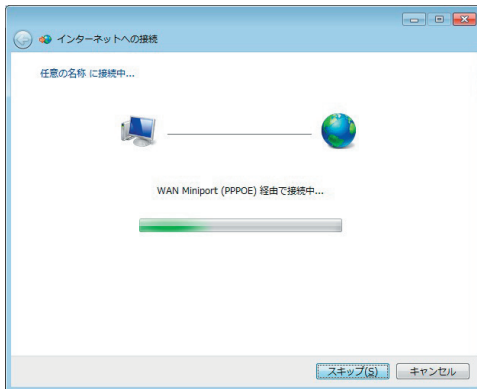 インターネットへの接続
任意の名称 に接続中...
WAN Miniport (PPPOE) 経由で接続中...
スキップ(S)
キャンセル